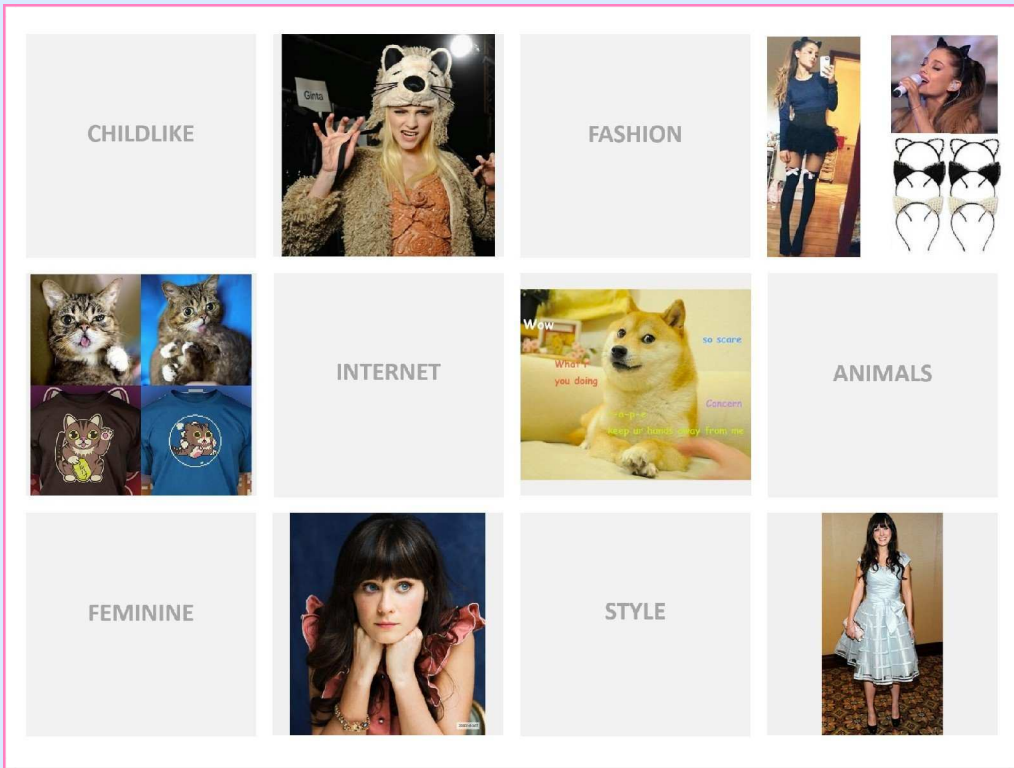 CHILDLIKE
Ginta
FASHION
INTERNET
Wow
so scare
What r
you doing
Concern
keep ur hands away from me
ANIMALS
FEMININE
STYLE